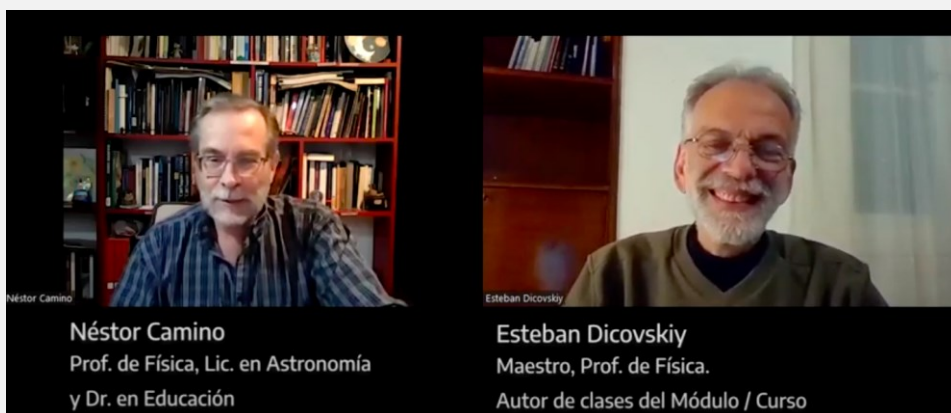 Néstor Camino
Esteban Dicovskiy
Néstor Camino
Prof. de Física, Lic. en Astronomía
y Dr. en Educación
Esteban Dicovskiy
Maestro, Prof. de Física.
Autor de clases del Módulo / Curso